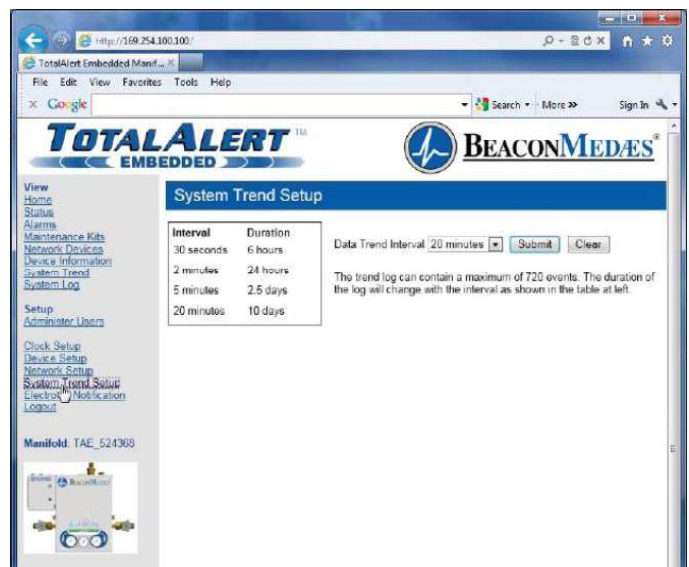 Http://169.254.100.100/
TotalAlert Embedded Manif...
File Edit View Favorites Tools Help
Google
Search
More >>
Sign In
TOTALALERT™
EMBEDDED
BEACONMEDÆS®
View
Home
Status
Alarms
Maintenance Kits
Network Devices
Device Information
System Trend
System Log
Setup
Administer Users
Clock Setup
Device Setup
Network Setup
System Trend Setup
Notification
Logout
Manifold: TAE_524368
BeaconMedæs
System Trend Setup
Interval Duration
30 seconds 6 hours
2 minutes 24 hours
5 minutes 2.5 days
20 minutes 10 days
Data Trend Interval 20 minutes Submit Clear
The trend log can contain a maximum of 720 events. The duration of
the log will change with the interval as shown in the table at left.